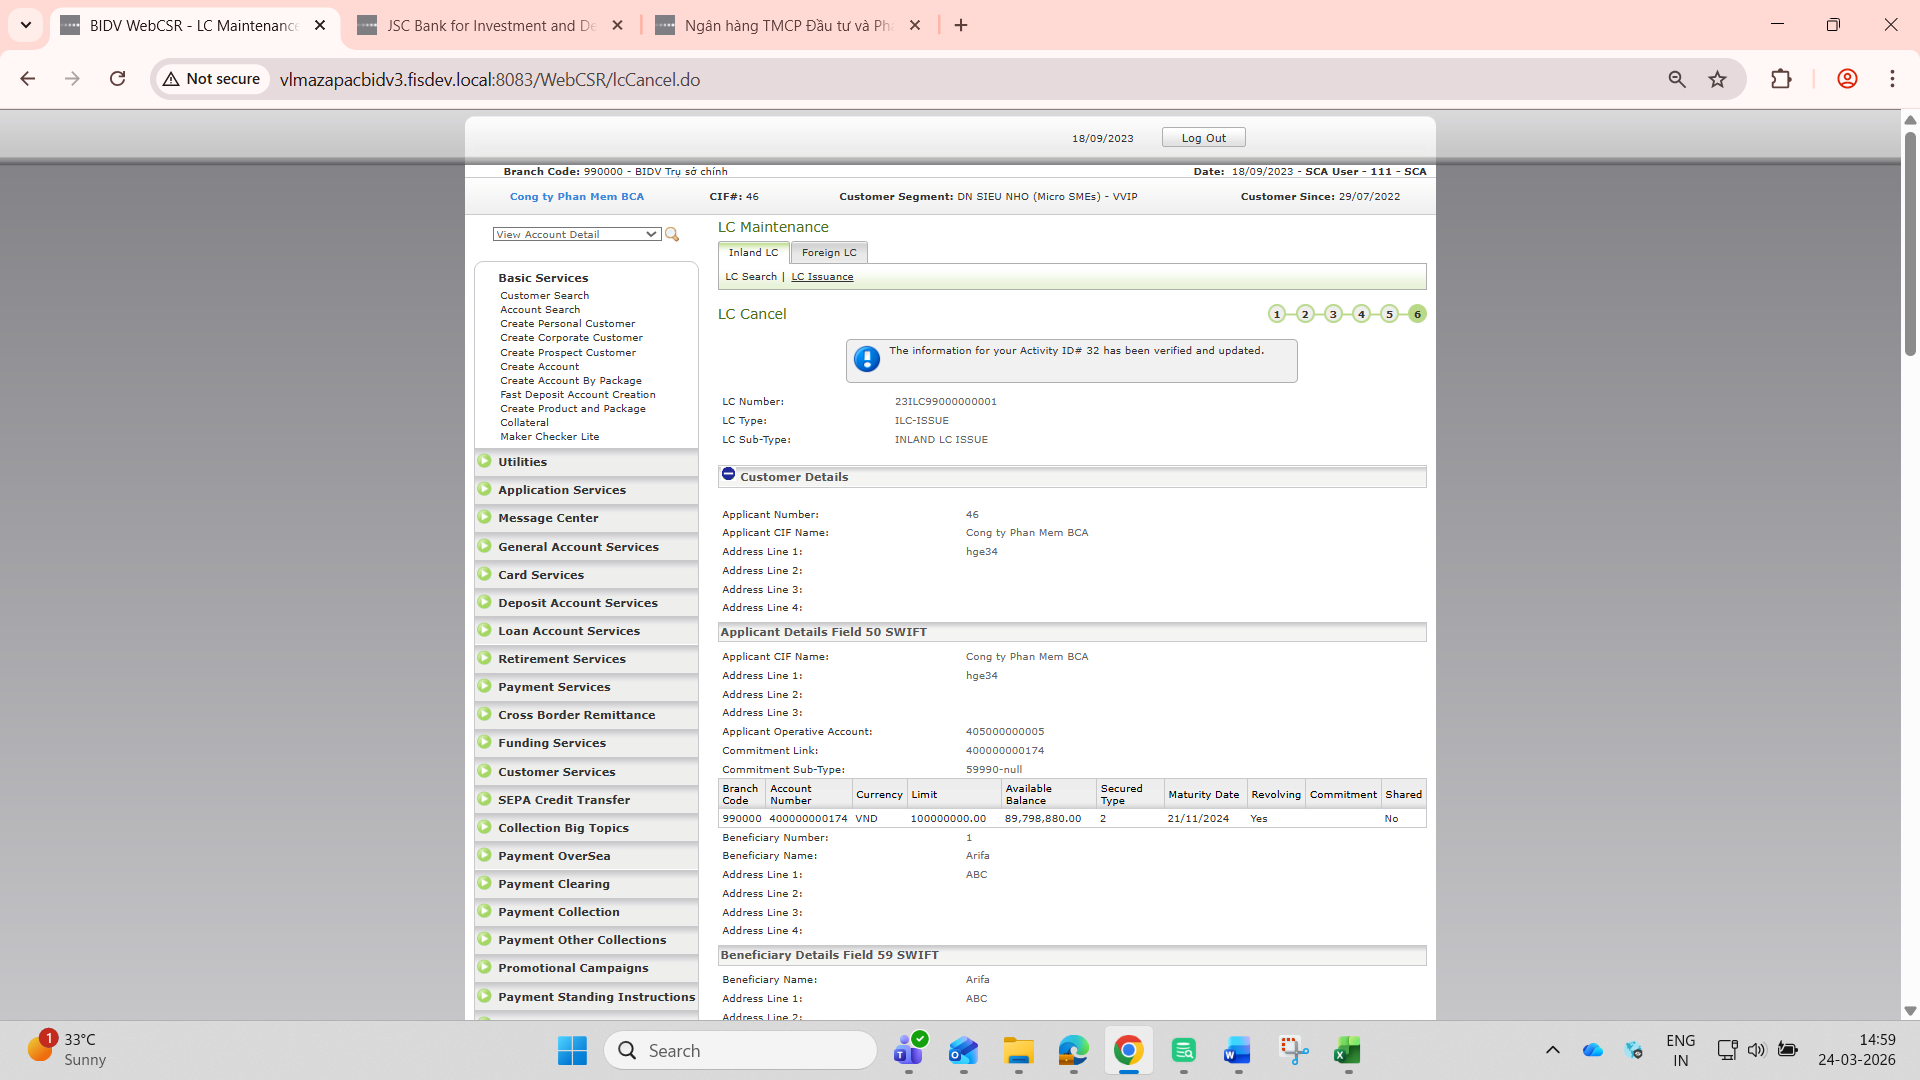 BIDV WebCSR - LC Maintenance
JSC Bank for Investment and De
Ngân hàng TMCP Đầu tư và Phá
Not secure
vlmazapacbidv3.fisdev.local:8083/WebCSR/lcCancel.do
18/09/2023
Log Out
Branch Code: 990000 - BIDV Trụ sở chính
Date: 18/09/2023 - SCA User - 111 - SCA
Cong ty Phan Mem BCA
CIF#: 46
Customer Segment: DN SIEU NHO (Micro SMEs) - VVIP
Customer Since: 29/07/2022
View Account Detail
Basic Services
Customer Search
Account Search
Create Personal Customer
Create Corporate Customer
Create Prospect Customer
Create Account
Create Account By Package
Fast Deposit Account Creation
Create Product and Package
Collateral
Maker Checker Lite
Utilities
Application Services
Message Center
General Account Services
Card Services
Deposit Account Services
Loan Account Services
Retirement Services
Payment Services
Cross Border Remittance
Funding Services
Customer Services
SEPA Credit Transfer
Collection Big Topics
Payment OverSea
Payment Clearing
Payment Collection
Payment Other Collections
Promotional Campaigns
Payment Standing Instructions
LC Maintenance
Inland LC
Foreign LC
LC Search | LC Issuance
LC Cancel
1 2 3 4 5 6
The information for your Activity ID# 32 has been verified and updated.
LC Number: 23ILC99000000001
LC Type: ILC-ISSUE
LC Sub-Type: INLAND LC ISSUE
Customer Details
Applicant Number: 46
Applicant CIF Name: Cong ty Phan Mem BCA
Address Line 1: hge34
Address Line 2:
Address Line 3:
Address Line 4:
Applicant Details Field 50 SWIFT
Applicant CIF Name: Cong ty Phan Mem BCA
Address Line 1: hge34
Address Line 2:
Address Line 3:
Applicant Operative Account: 405000000005
Commitment Link: 400000000174
Commitment Sub-Type: 59990-null
Branch Code Account Number Currency Limit Available Balance Secured Type Maturity Date Revolving Commitment Shared
990000 400000000174 VND 100000000.00 89,798,880.00 2 21/11/2024 Yes No
Beneficiary Number: 1
Beneficiary Name: Arifa
Address Line 1: ABC
Address Line 2:
Address Line 3:
Address Line 4:
Beneficiary Details Field 59 SWIFT
Beneficiary Name: Arifa
Address Line 1: ABC
Address Line 2:
1
33°C
Sunny
Search
ENG
IN
14:59
24-03-2026